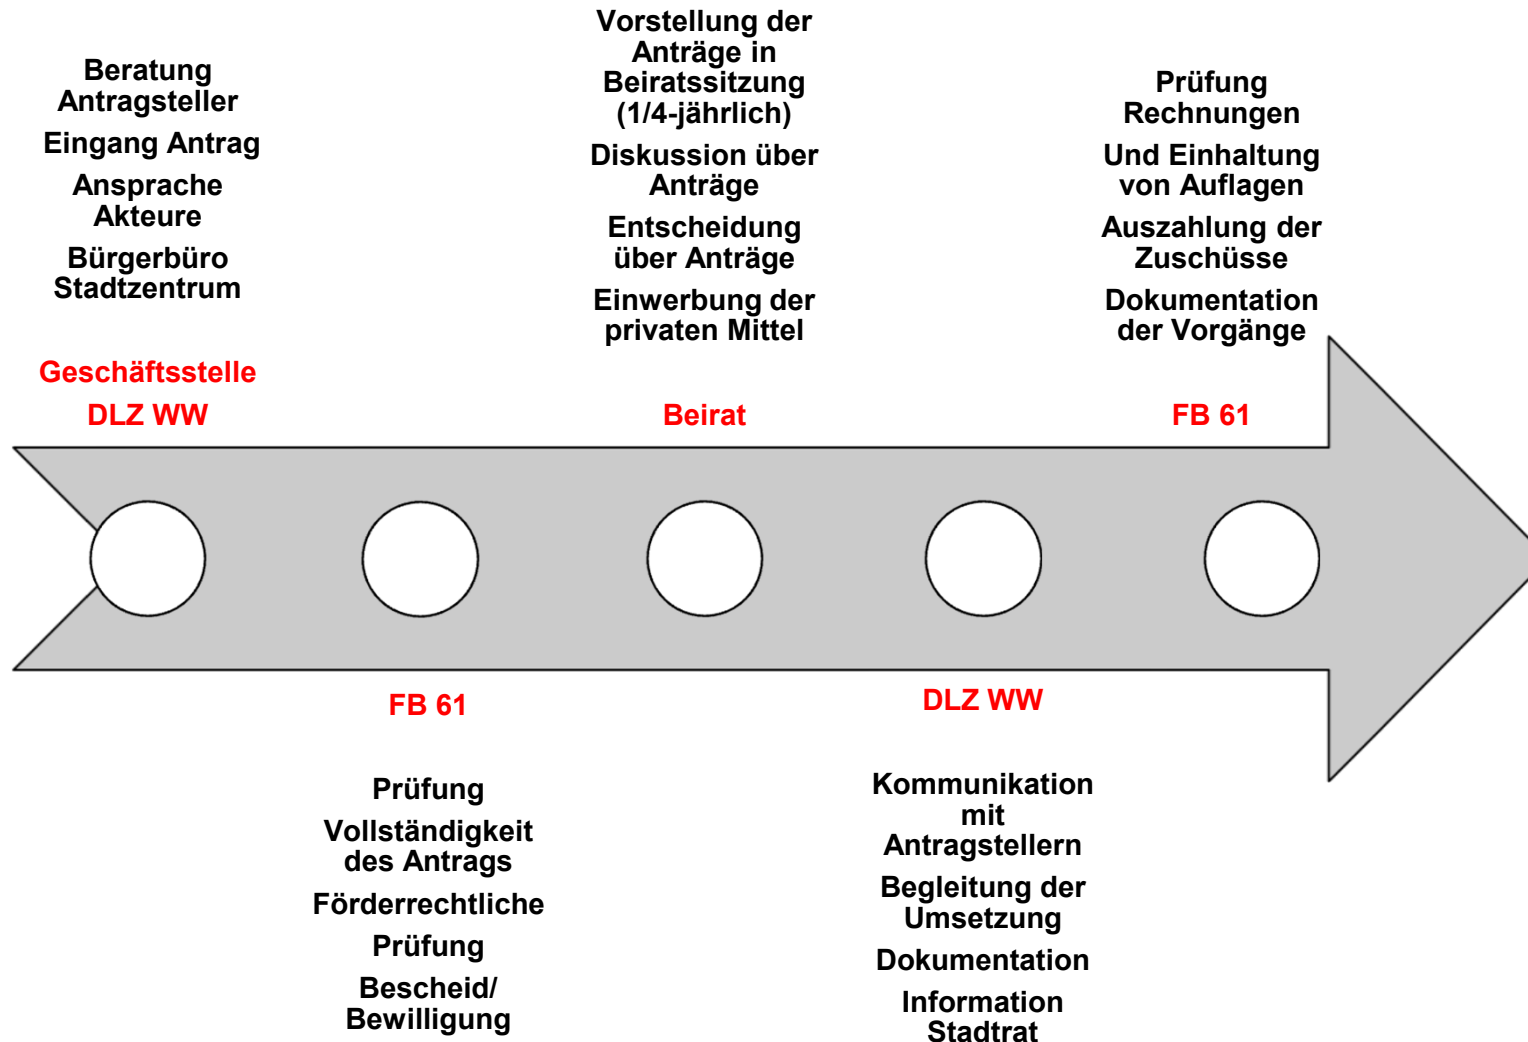 Beratung
Antragsteller
Eingang Antrag
Ansprache
Akteure
Bürgerbüro
Stadtzentrum
Geschäftsstelle
DLZ WW
FB 61
Prüfung
Vollständigkeit
des Antrags
Förderrechtliche
Prüfung
Bescheid/
Bewilligung
Vorstellung der
Anträge in
Beiratssitzung
(1/4-jährlich)
Diskussion über
Anträge
Entscheidung
über Anträge
Einwerbung der
privaten Mittel
Beirat
DLZ WW
Kommunikation
mit
Antragstellern
Begleitung der
Umsetzung
Dokumentation
Information
Stadtrat
Prüfung
Rechnungen
Und Einhaltung
von Auflagen
Auszahlung der
Zuschüsse
Dokumentation
der Vorgänge
FB 61